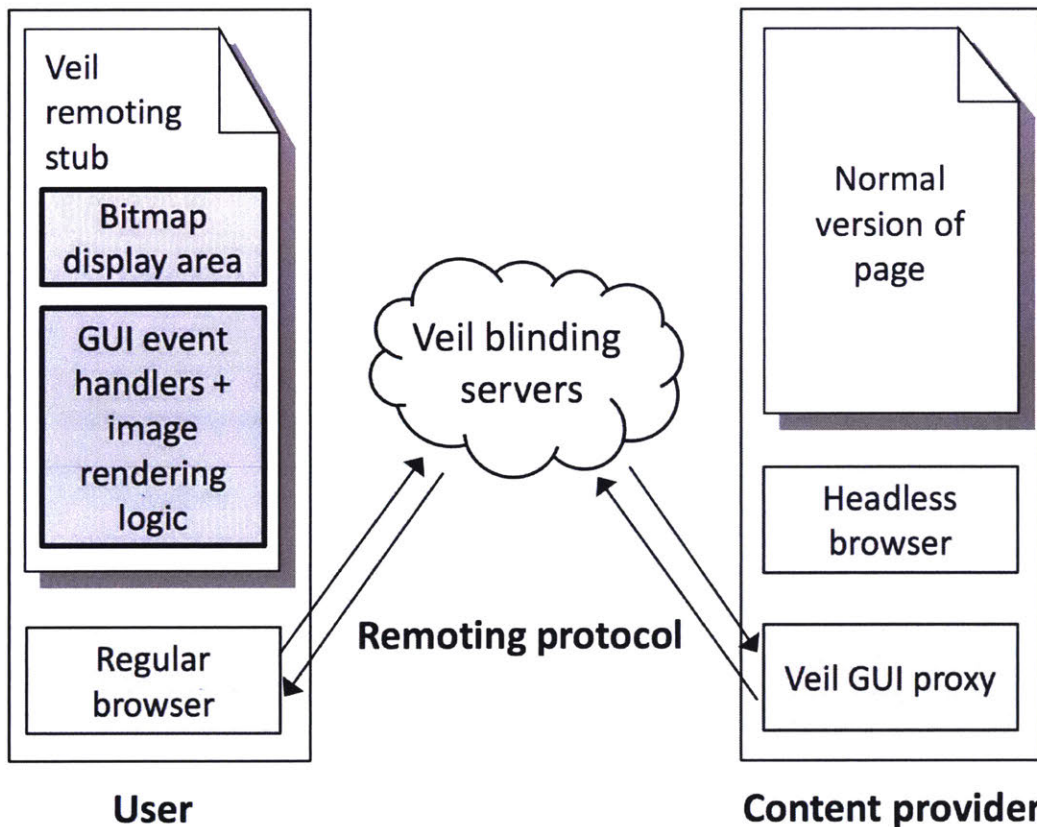 Veil
remoting
stub
Bitmap
display area
GUI event
handlers +
image
rendering
logic
Regular
browser
User
Veil blinding
servers
Remoting protocol
Normal
version of
page
Headless
browser
Veil GUI proxy
Content provider